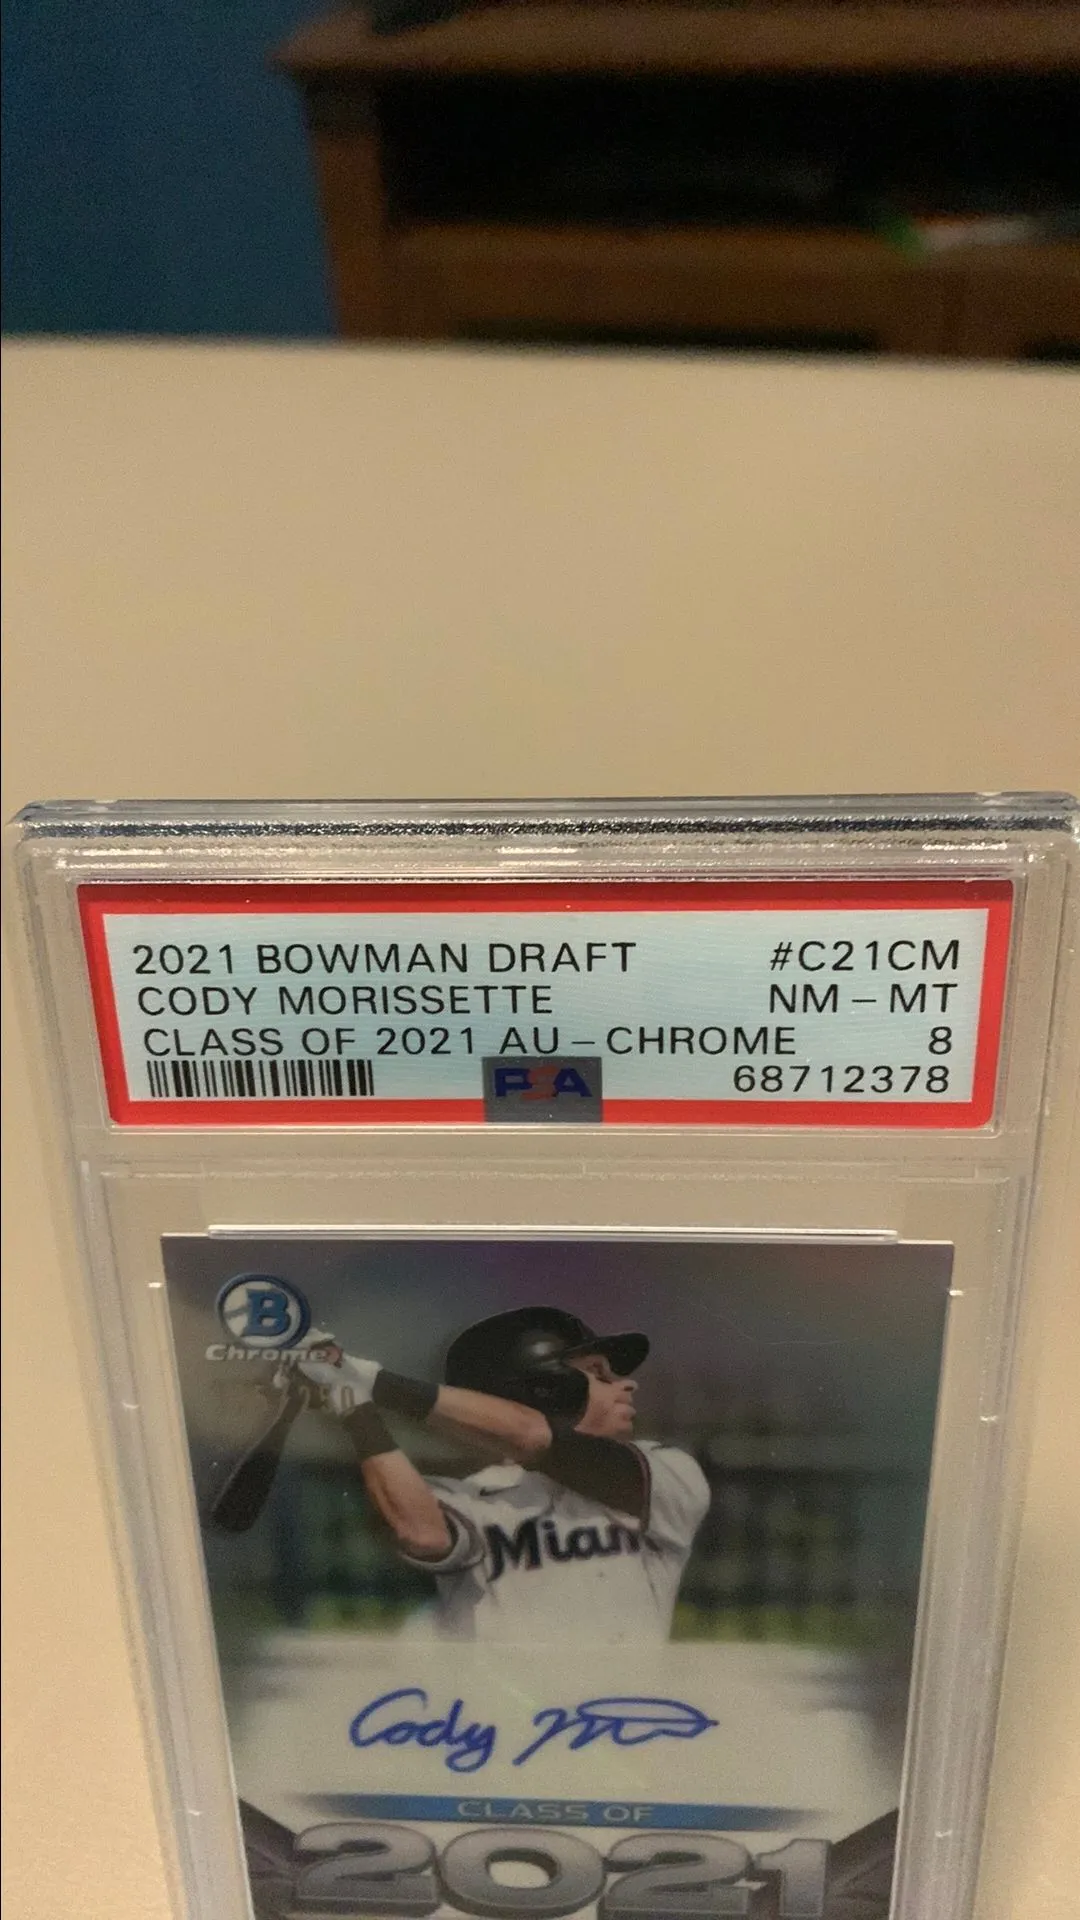 2021 BOWMAN DRAFT #C21CM
CODY MORISSETTE NM - MT
CLASS OF 2021 AU - CHROME 8
PSA 68712378
B
Chrome
Miam
Cody M
CLASS OF
2021